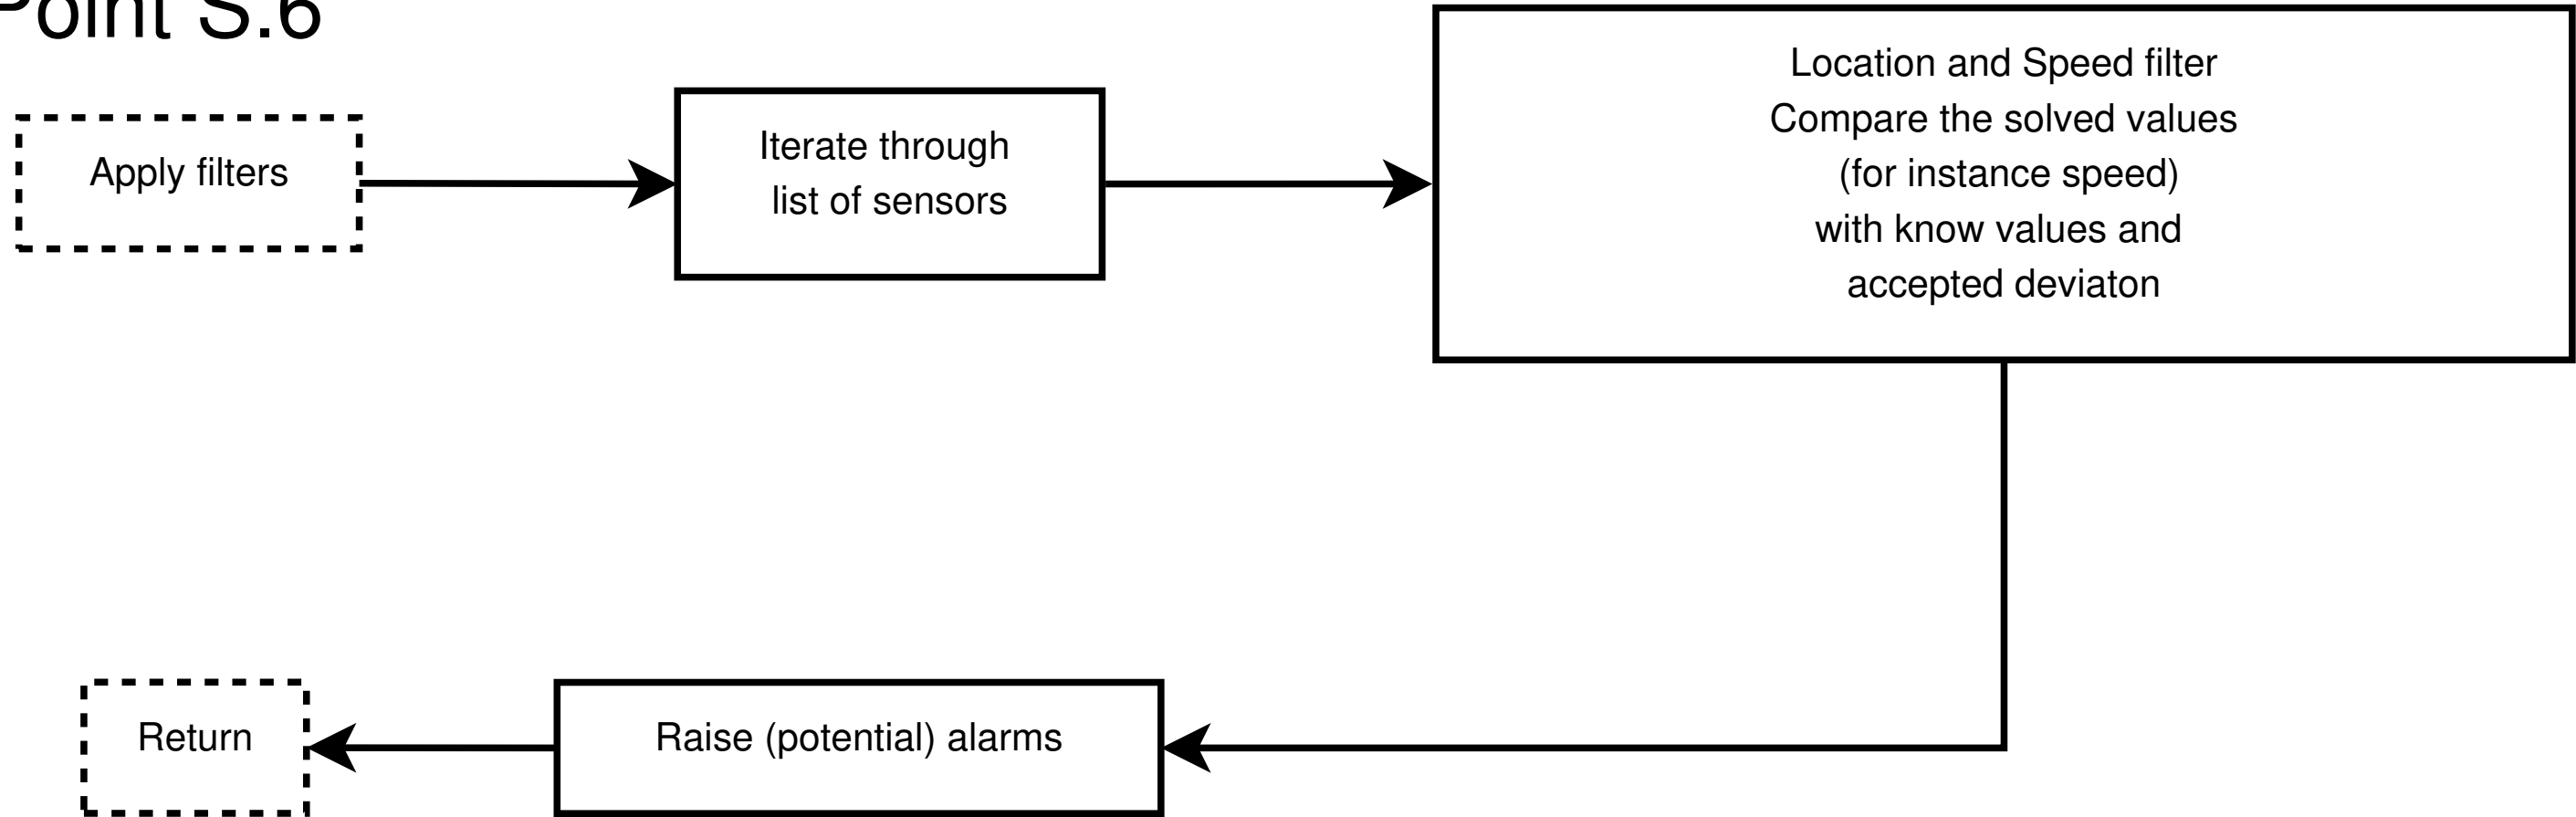 Point S.6
Apply filters
Iterate through
list of sensors
Location and Speed filter
Compare the solved values
(for instance speed)
with know values and
accepted deviaton
Return
Raise (potential) alarms